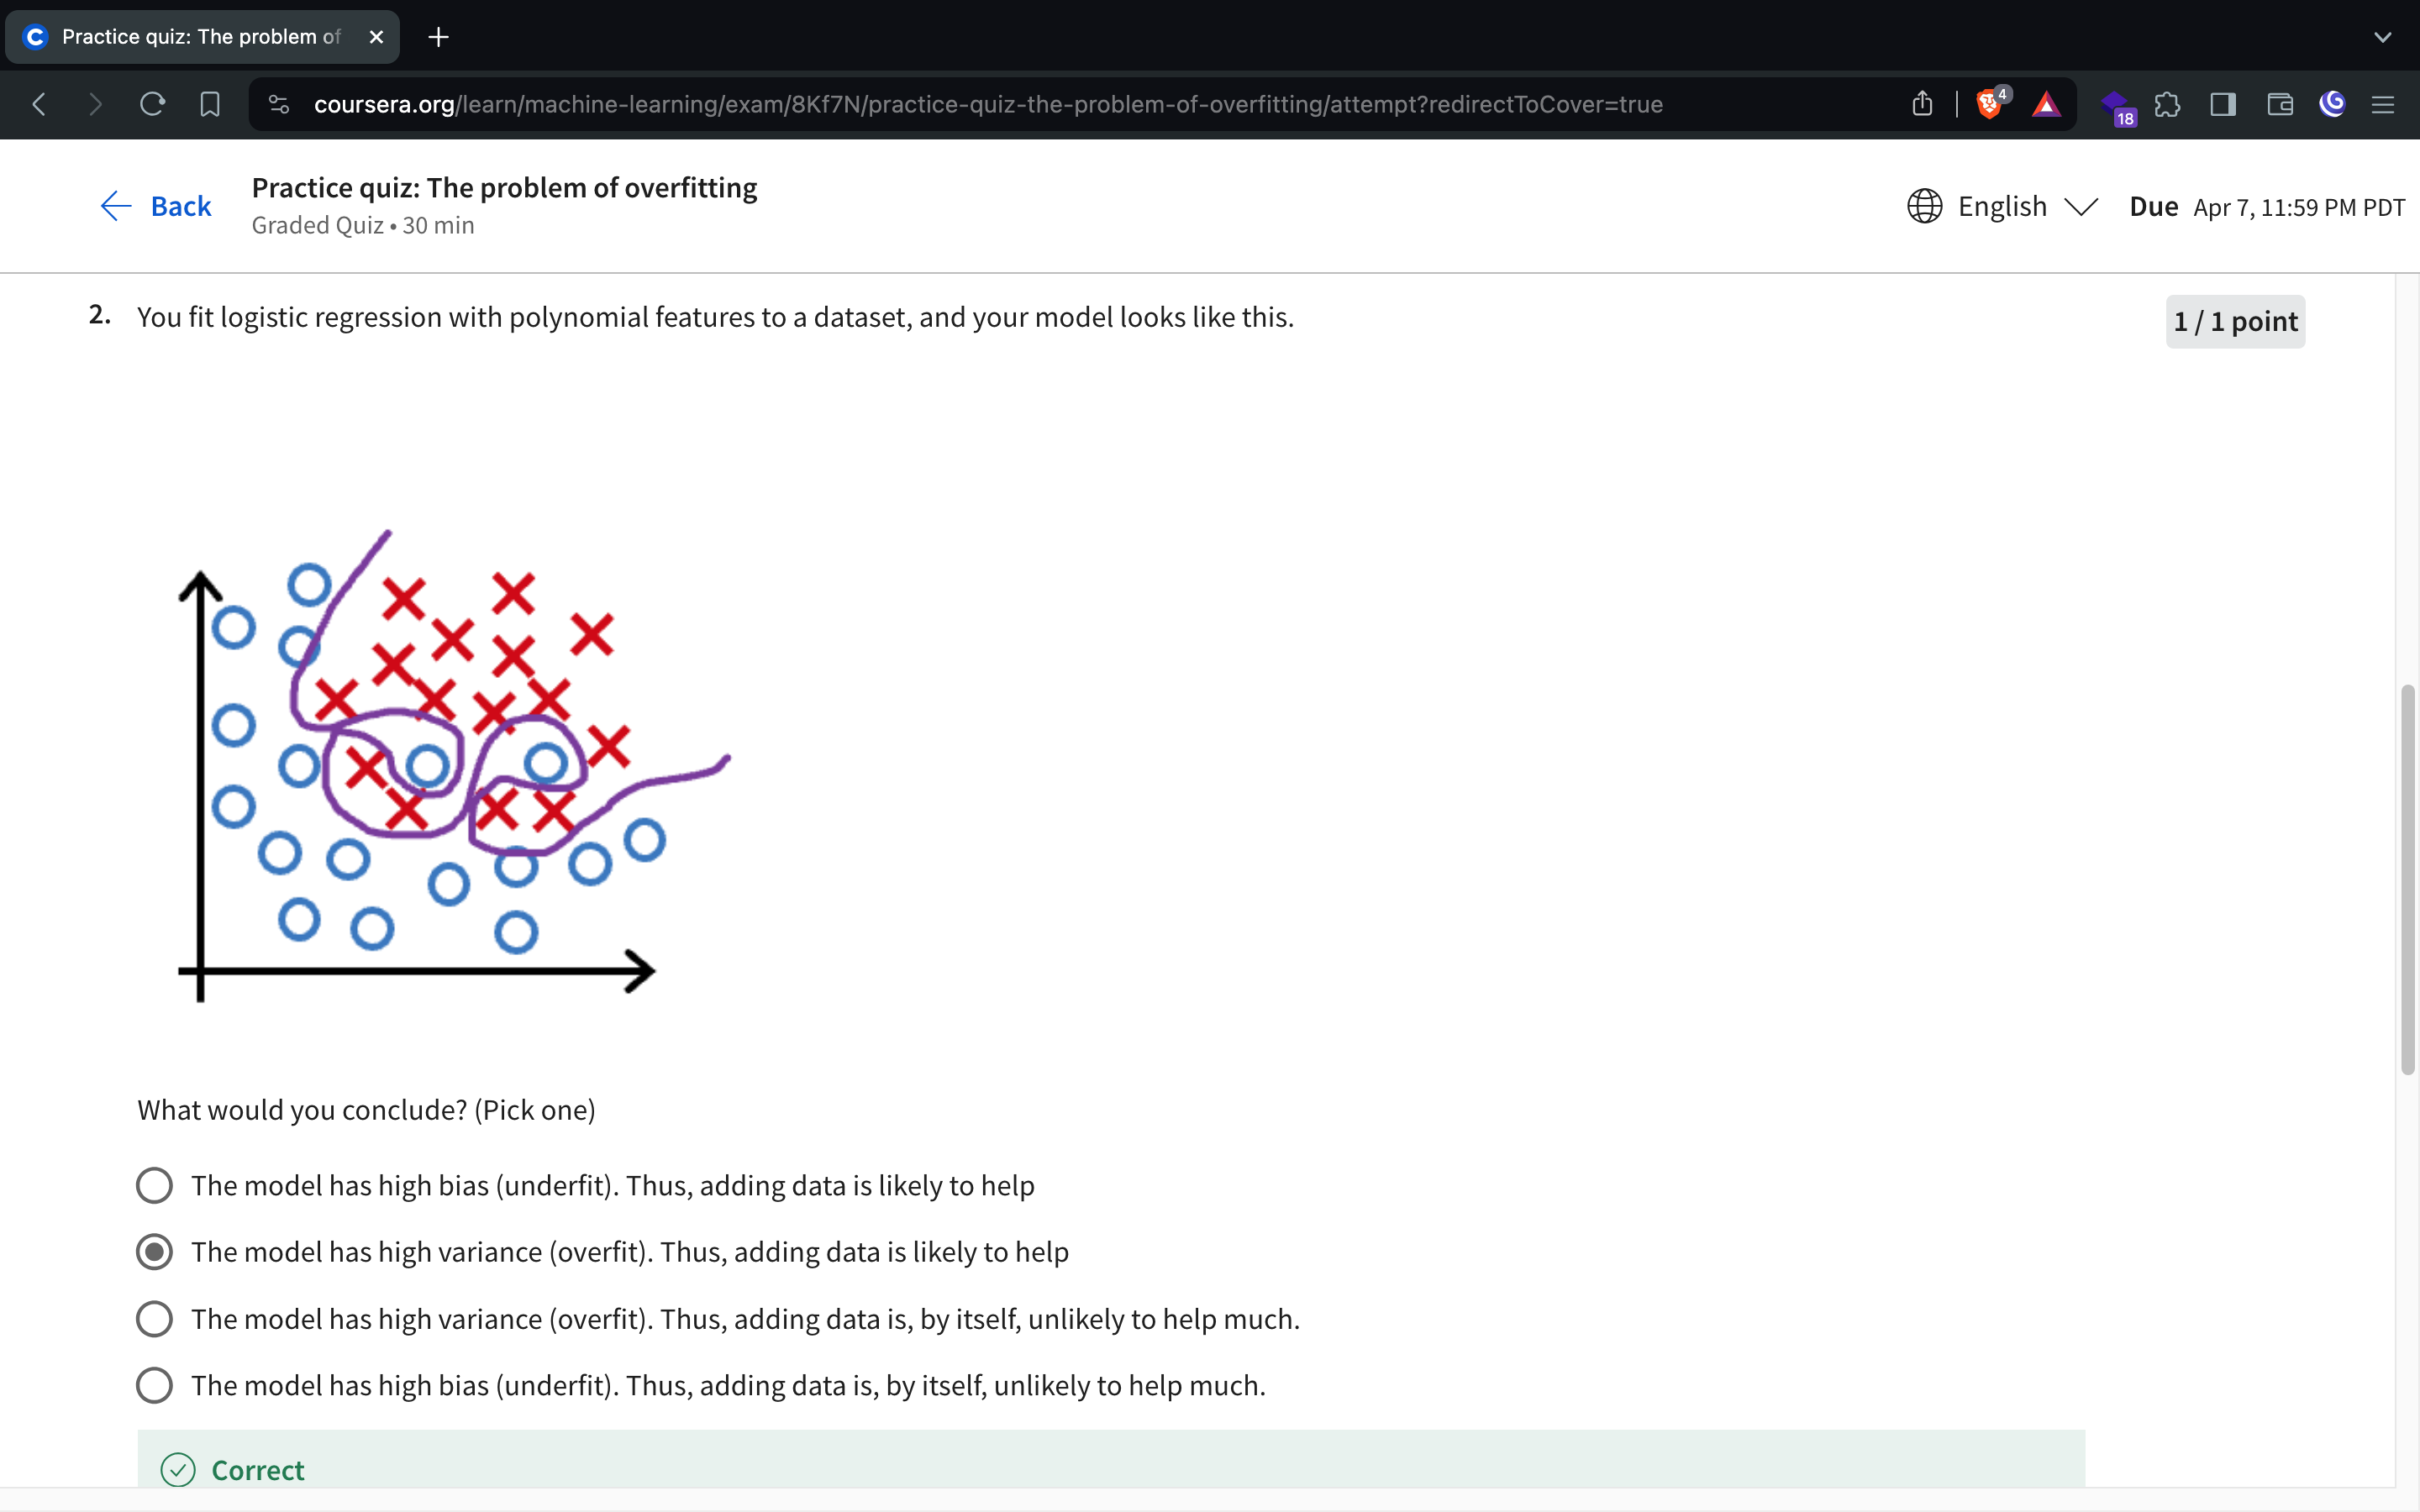 Practice quiz: The problem of
coursera.org/learn/machine-learning/exam/8Kf7N/practice-quiz-the-problem-of-overfitting/attempt?redirectToCover=true
4
18
Back
Practice quiz: The problem of overfitting
Graded Quiz • 30 min
English
Due Apr 7, 11:59 PM PDT
2. You fit logistic regression with polynomial features to a dataset, and your model looks like this.
1 / 1 point
What would you conclude? (Pick one)
The model has high bias (underfit). Thus, adding data is likely to help
The model has high variance (overfit). Thus, adding data is likely to help
The model has high variance (overfit). Thus, adding data is, by itself, unlikely to help much.
The model has high bias (underfit). Thus, adding data is, by itself, unlikely to help much.
Correct